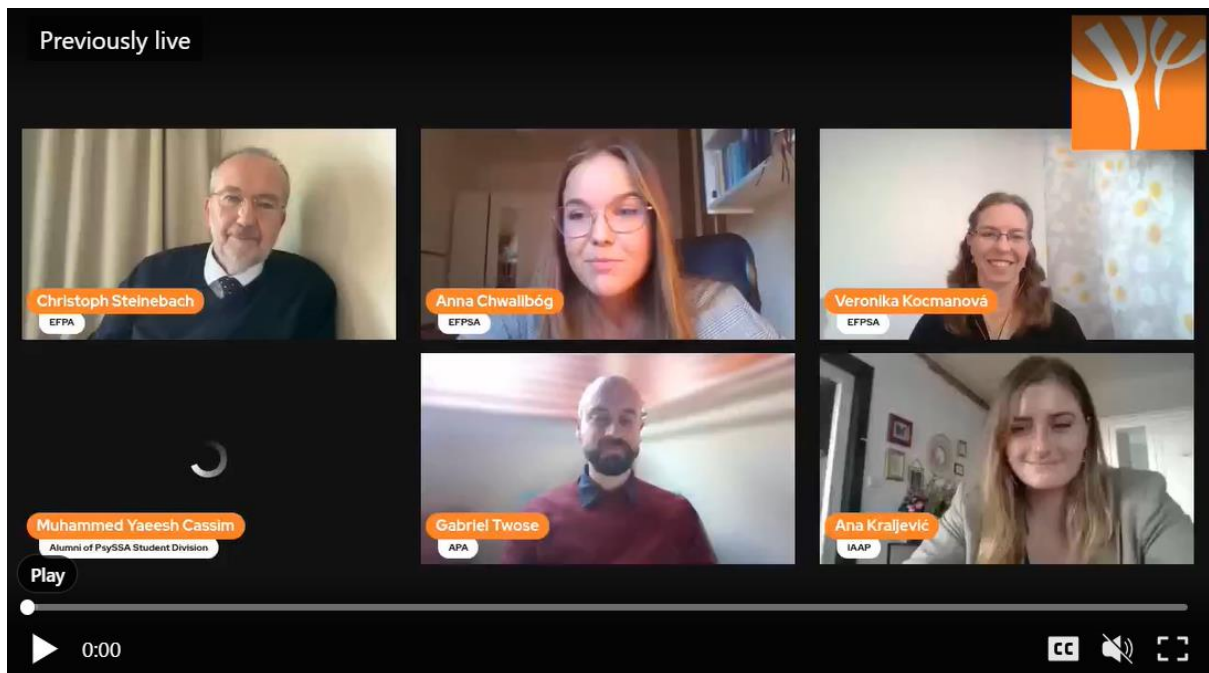 Previously live
Christoph Steinebach
EFPA
Anna Chwalibóg
EFPSA
Veronika Kocmanová
EFPSA
Muhammed Yaeesh Cassim
Alumni of PsySSA Student Division
Gabriel Twose
APA
Ana Kraljević
IAAP
Play
0:00
CC